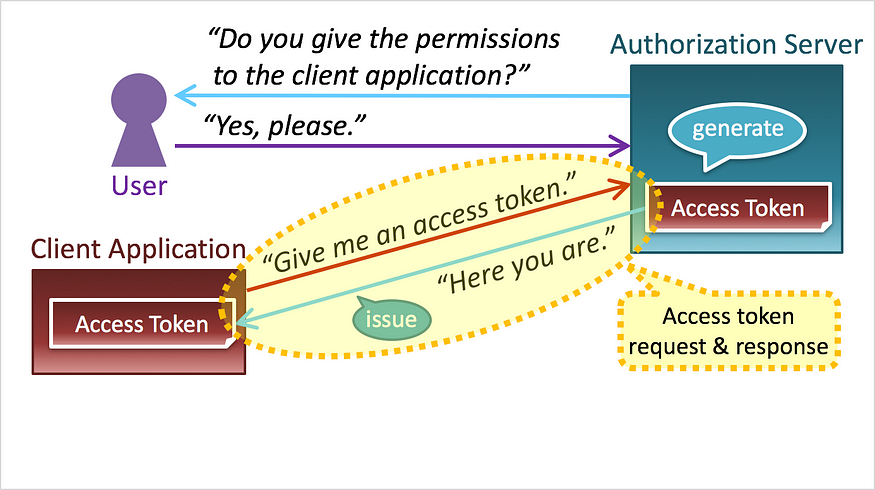 “Do you give the permissions
to the client application?”
Authorization Server
“Yes, please.”
generate
User
Access Token
Client Application
“Give me an access token.”
“Here you are.”
issue
Access Token
Access token
request & response